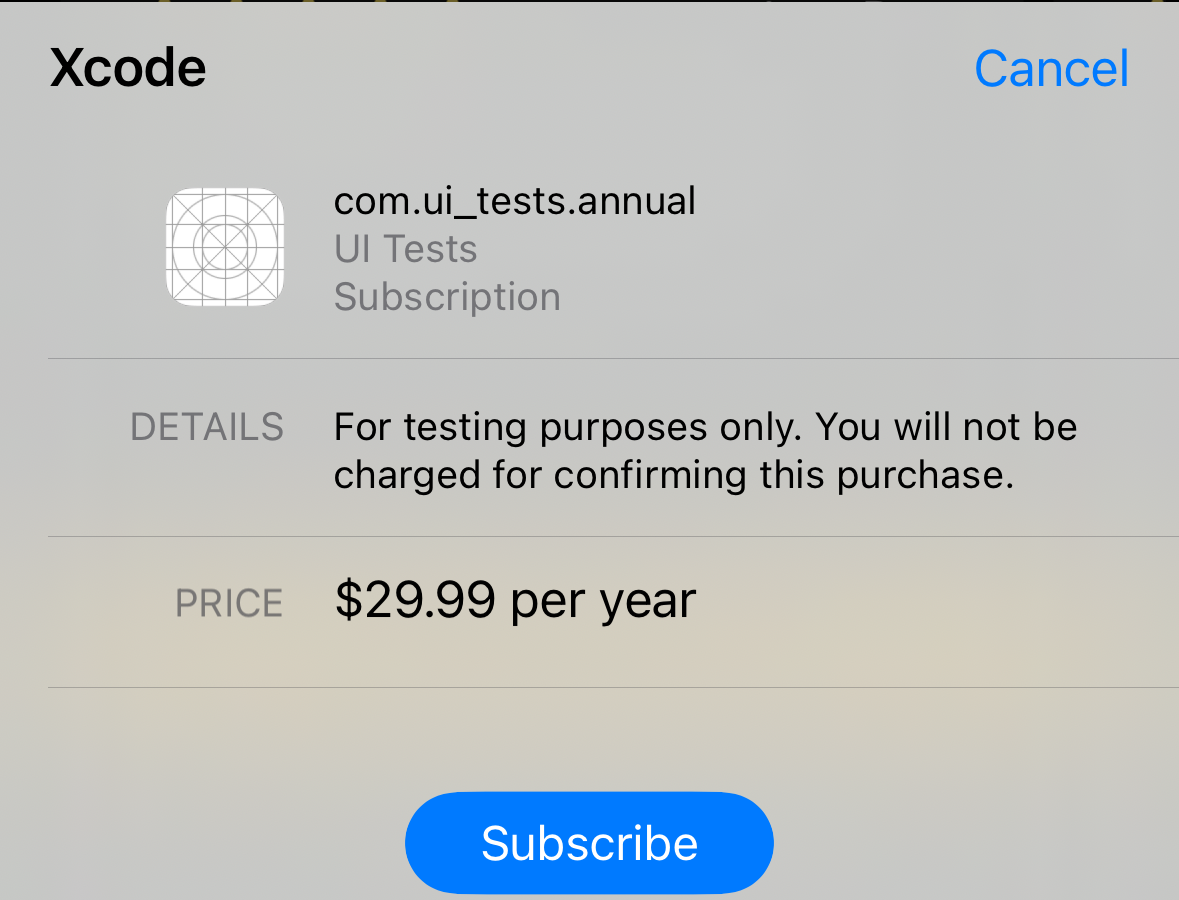 Xcode
Cancel
com.ui_tests.annual
UI Tests
Subscription
DETAILS
For testing purposes only. You will not be
charged for confirming this purchase.
PRICE
$29.99 per year
Subscribe